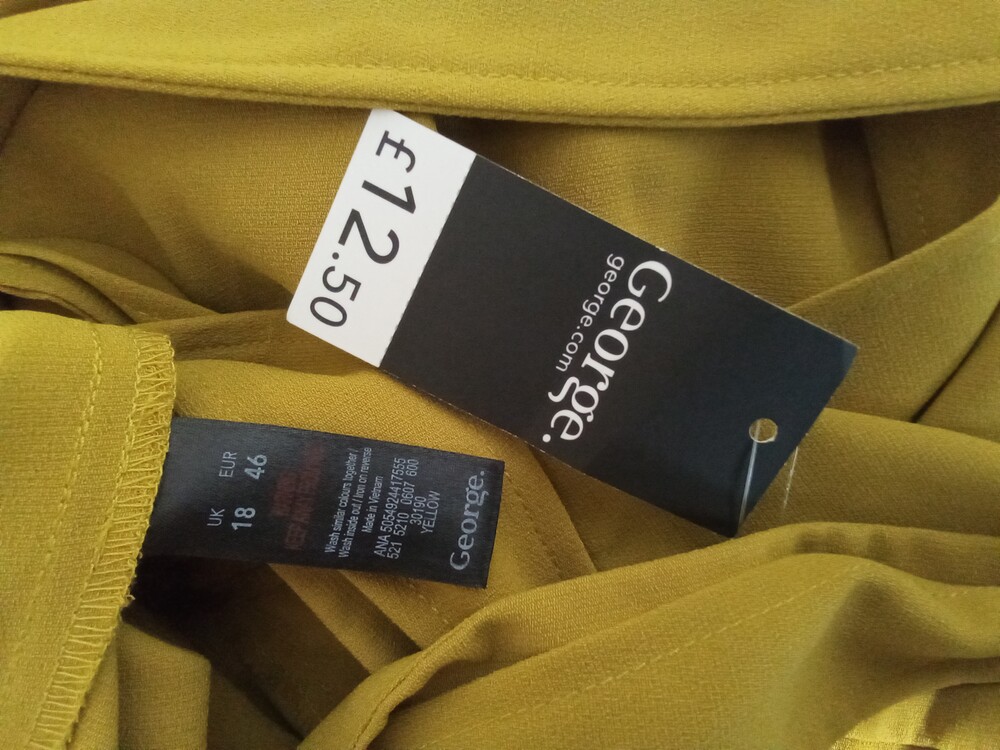 £12.50
George.
george.com
UK EUR
18 46
Wash similar colours together /
Wash inside out / Iron on reverse
Made in Vietnam
ANA 5054924417555
521 5210 0607 600
30190
YELLOW
George.